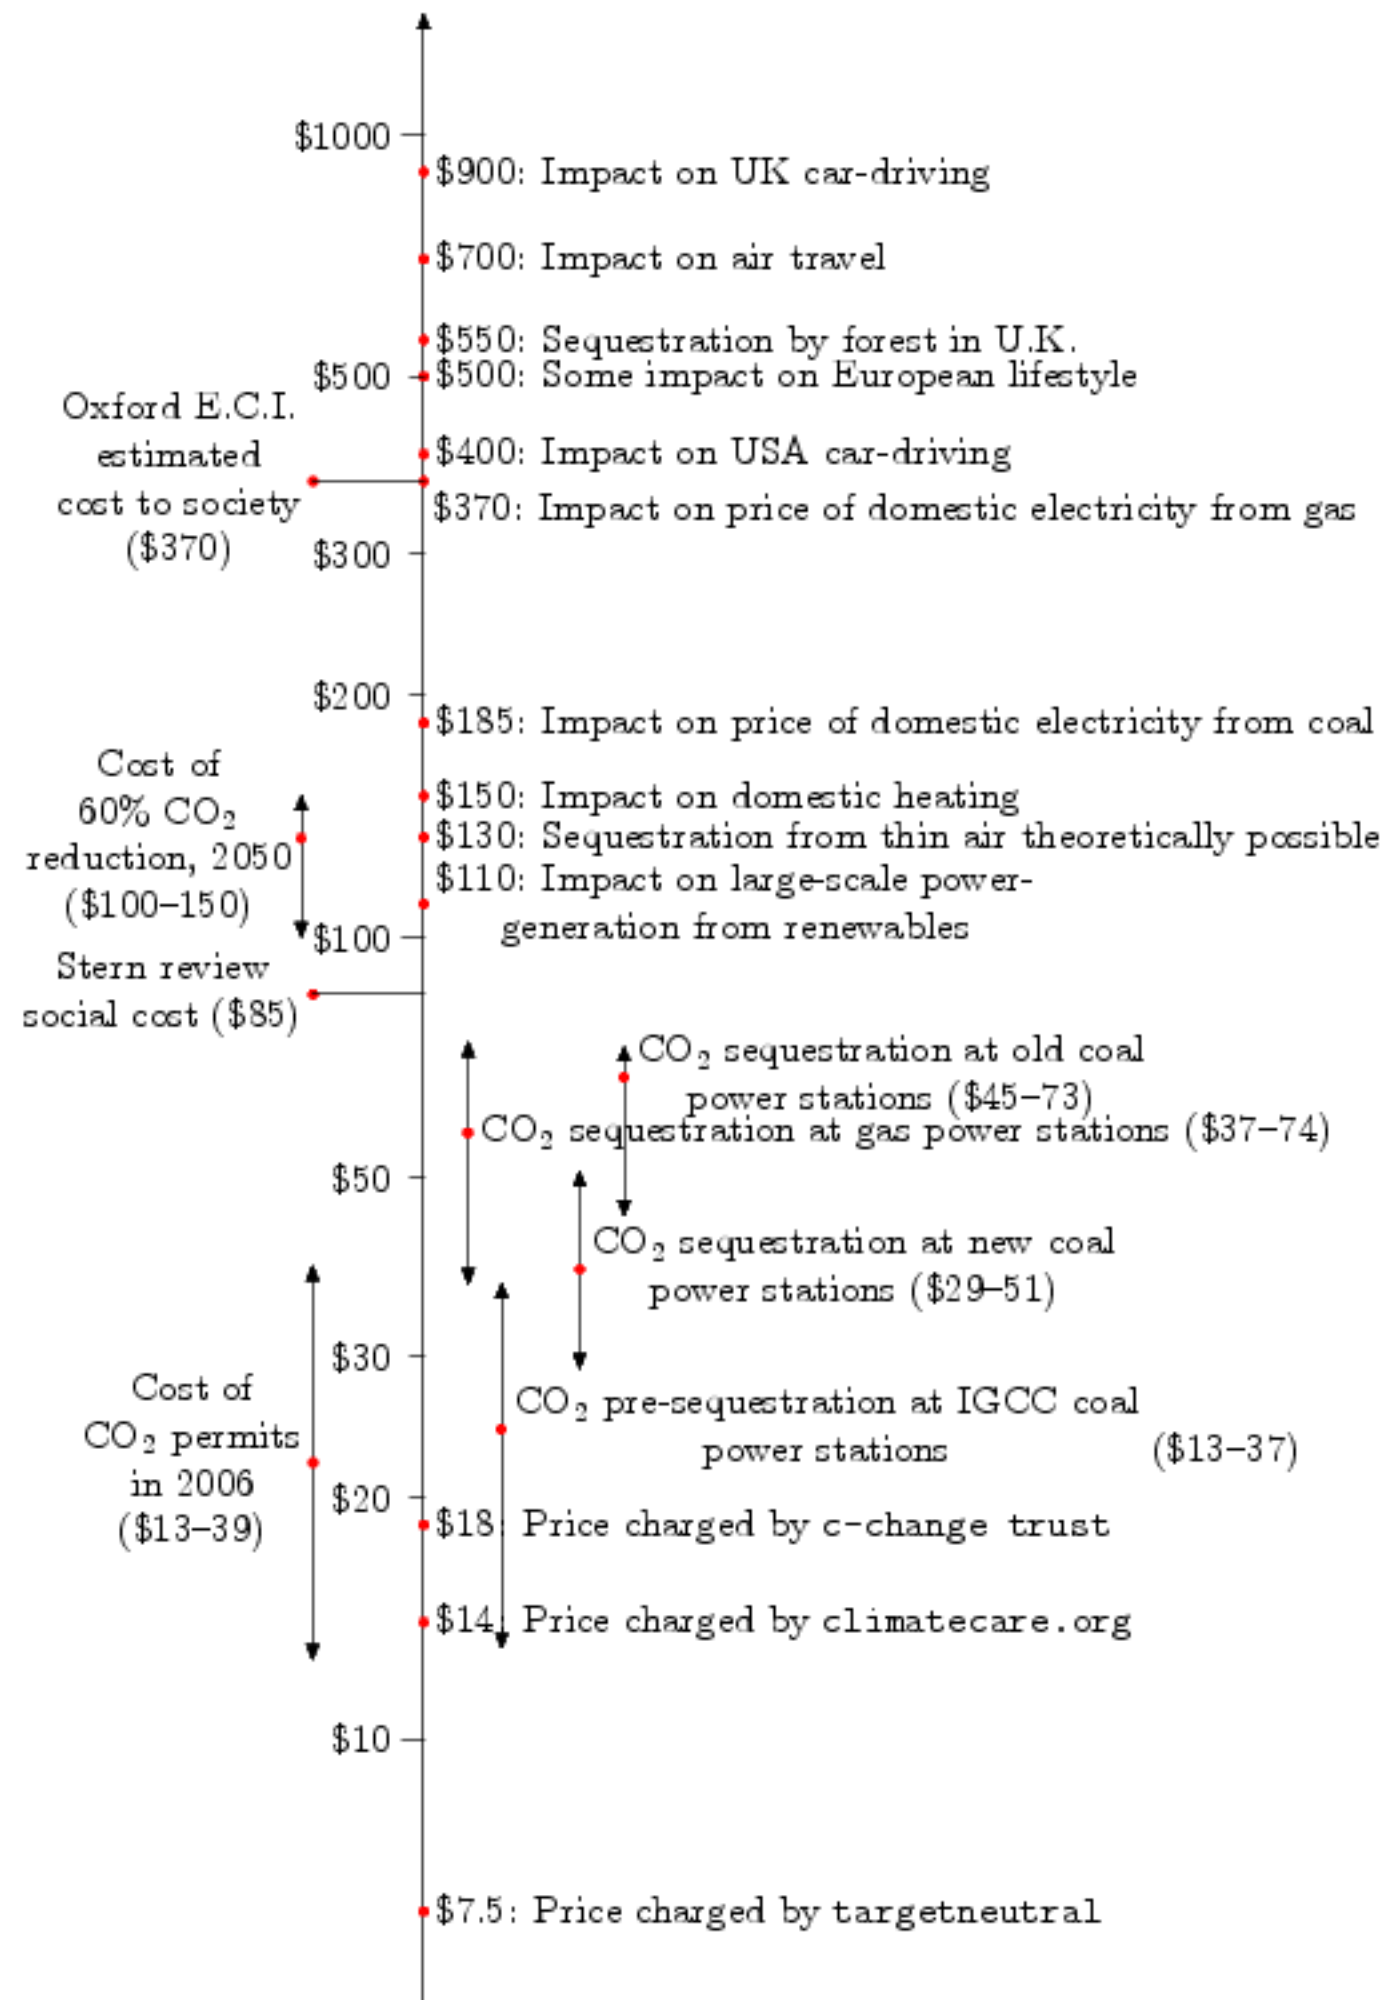 $1000
$900: Impact on UK car-driving
$700: Impact on air travel
$550: Sequestration by forest in U.K.
$500
$500: Some impact on European lifestyle
Oxford E.C.I.
estimated
cost to society
($370)
$400: Impact on USA car-driving
$370: Impact on price of domestic electricity from gas
$300
$200
$185: Impact on price of domestic electricity from coal
Cost of
60% CO₂
reduction, 2050
($100–150)
$150: Impact on domestic heating
$130: Sequestration from thin air theoretically possible
$110: Impact on large-scale power-
generation from renewables
$100
Stern review
social cost ($85)
CO₂ sequestration at old coal
power stations ($45–73)
CO₂ sequestration at gas power stations ($37–74)
$50
CO₂ sequestration at new coal
power stations ($29–51)
$30
Cost of
CO₂ permits
in 2006
($13–39)
CO₂ pre-sequestration at IGCC coal
power stations ($13–37)
$20
$18: Price charged by c-change trust
$14: Price charged by climatecare.org
$10
$7.5: Price charged by targetneutral